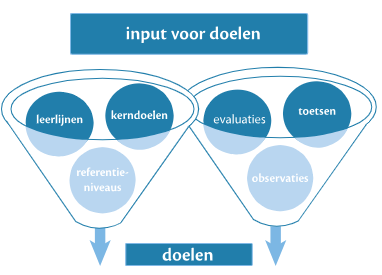 input voor doelen
leerlijnen
kerndoelen
evaluaties
toetsen
referentie-
niveaus
observaties
doelen